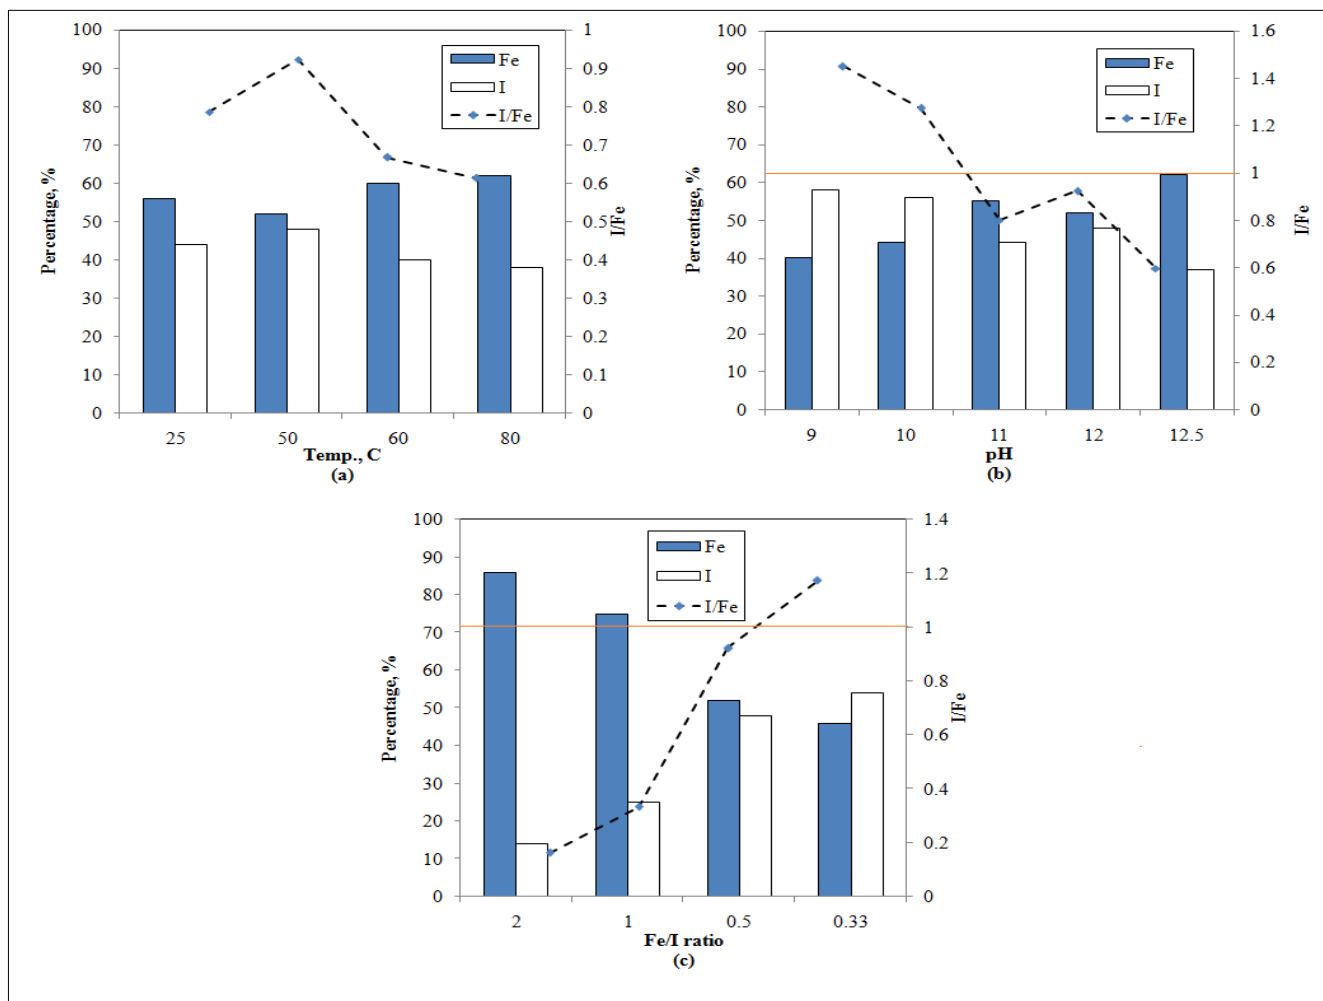 100
90
80
70
60
50
40
30
20
10
0
Percentage, %
1
0.9
0.8
0.7
0.6
0.5
0.4
0.3
0.2
0.1
0
I/Fe
Fe
I
I/Fe
25 50 60 80
Temp., C
(a)
100
90
80
70
60
50
40
30
20
10
0
Percentage, %
1.6
1.4
1.2
1
0.8
0.6
0.4
0.2
0
I/Fe
Fe
I
I/Fe
9 10 11 12 12.5
pH
(b)
100
90
80
70
60
50
40
30
20
10
0
Percentage, %
1.4
1.2
1
0.8
0.6
0.4
0.2
0
I/Fe
Fe
I
I/Fe
2 1 0.5 0.33
Fe/I ratio
(c)